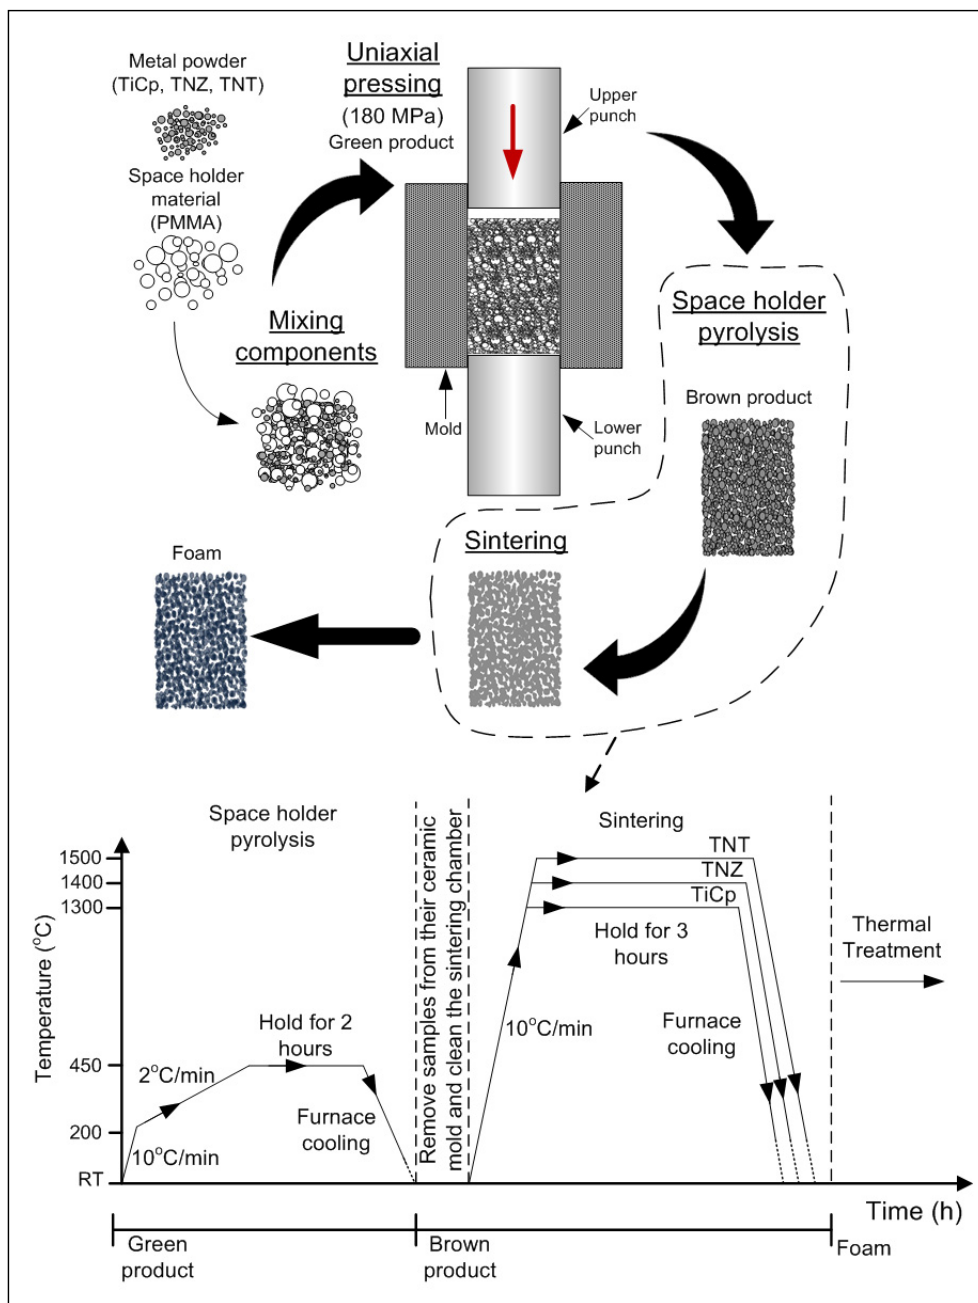 Metal powder
(TiCp, TNZ, TNT)
Space holder
material
(PMMA)
Mixing
components
Uniaxial
pressing
(180 MPa)
Green product
Upper
punch
Mold
Lower
punch
Space holder
pyrolysis
Brown product
Sintering
Foam
Space holder
pyrolysis
Temperature (°C)
1500
1400
1300
450
200
RT
10°C/min
2°C/min
Hold for 2
hours
Furnace
cooling
Remove samples from their ceramic
mold and clean the sintering chamber
Sintering
TNT
TNZ
TiCp
Hold for 3
hours
10°C/min
Furnace
cooling
Thermal
Treatment
Time (h)
Green
product
Brown
product
Foam